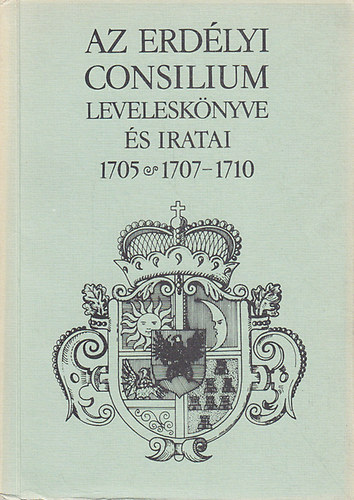 AZ ERDÉLYI
CONSILIUM
LEVELESKÖNYVE
ÉS IRATAI
1705 ❧ 1707–1710